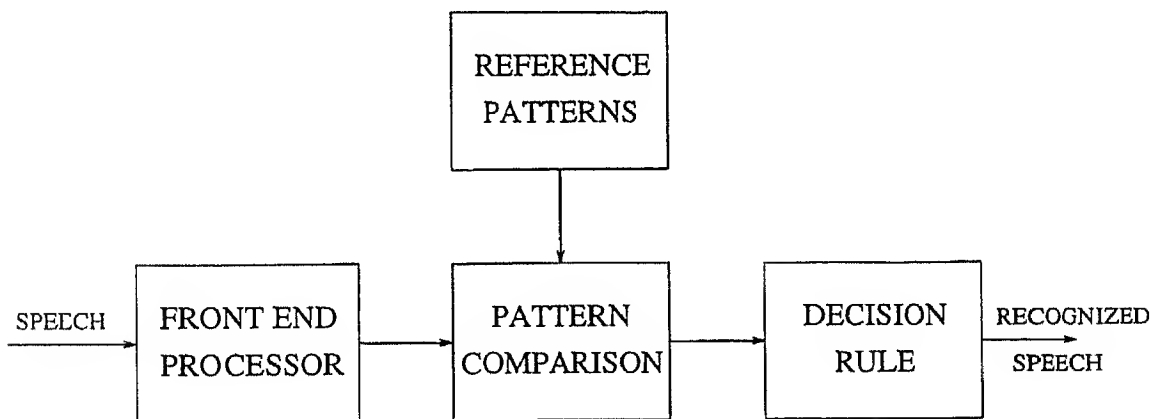 REFERENCE
PATTERNS
SPEECH
FRONT END
PROCESSOR
PATTERN
COMPARISON
DECISION
RULE
RECOGNIZED
SPEECH